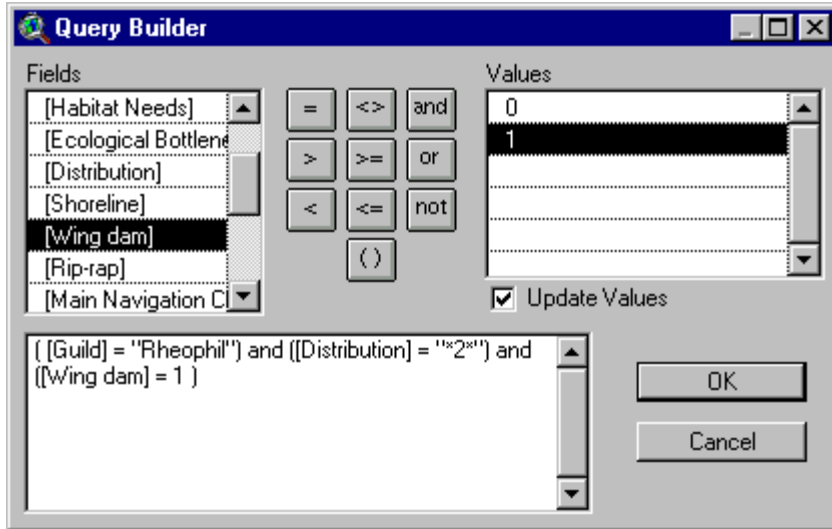 Query Builder
Fields
Values
[Habitat Needs]
[Ecological Bottlene
[Distribution]
[Shoreline]
[Wing dam]
[Rip-rap]
[Main Navigation C
= <> and
> >= or
< <= not
( )
0
1
Update Values
( [Guild] = "Rheophil") and ([Distribution] = "*2*") and
([Wing dam] = 1 )
OK
Cancel